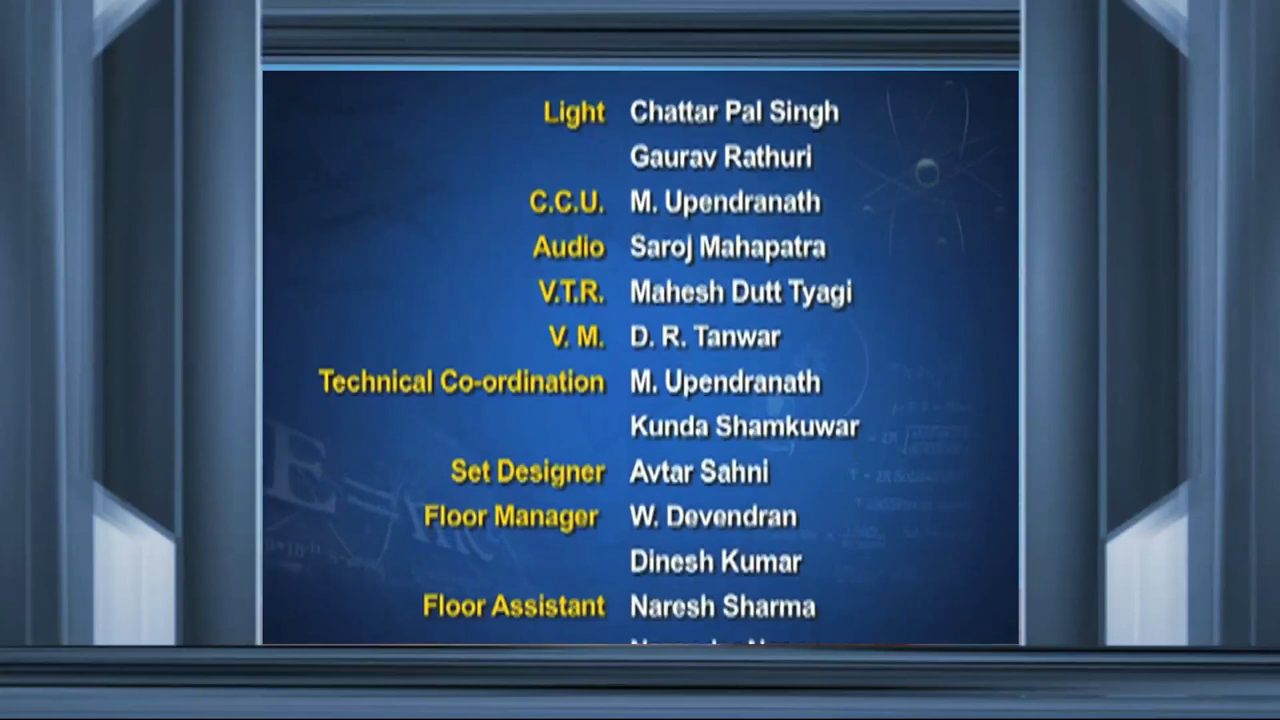 Light Chattar Pal Singh
Gaurav Rathuri
C.C.U. M. Upendranath
Audio Saroj Mahapatra
V.T.R. Mahesh Dutt Tyagi
V. M. D. R. Tanwar
Technical Co-ordination M. Upendranath
Kunda Shamkuwar
Set Designer Avtar Sahni
Floor Manager W. Devendran
Dinesh Kumar
Floor Assistant Naresh Sharma